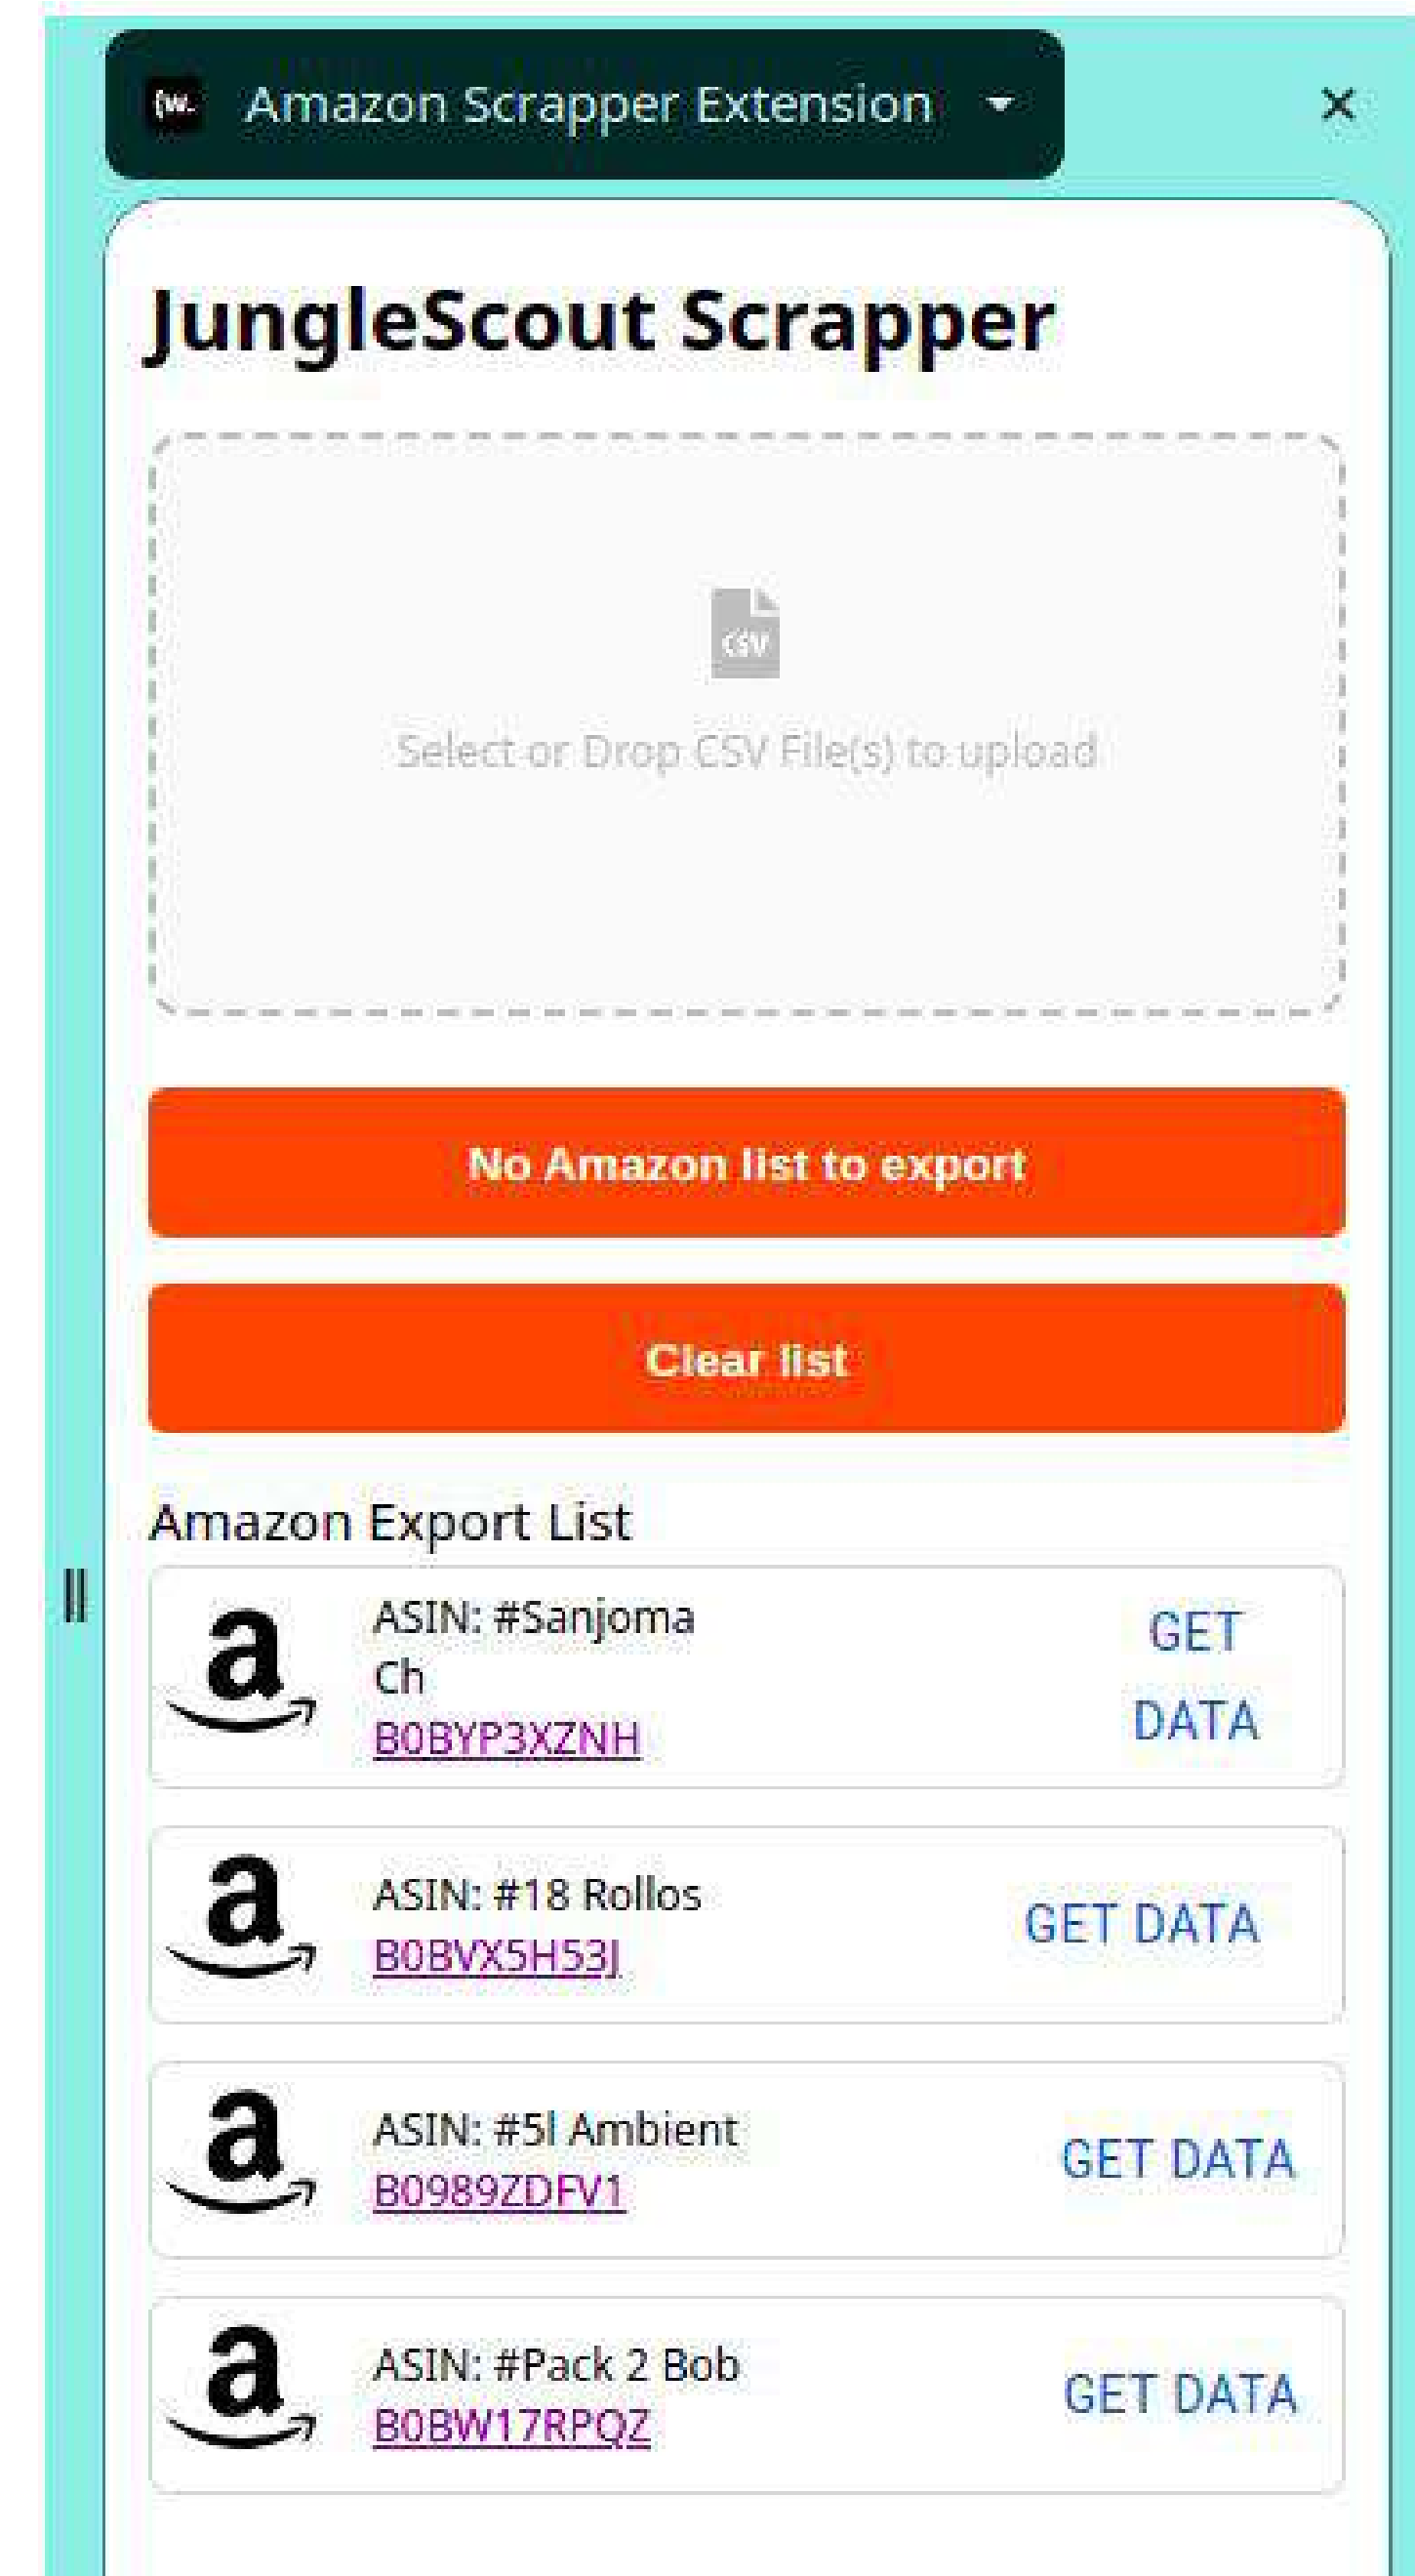 (w.
Amazon Scrapper Extension
JungleScout Scrapper
CSV
Select or Drop CSV File(s) to upload
No Amazon list to export
Clear list
Amazon Export List
a
ASIN: #Sanjoma
Ch
B0BYP3XZNH
GET
DATA
a
ASIN: #18 Rollos
B0BVX5H53J
GET DATA
a
ASIN: #5l Ambient
B0989ZDFV1
GET DATA
a
ASIN: #Pack 2 Bob
B0BW17RPQZ
GET DATA